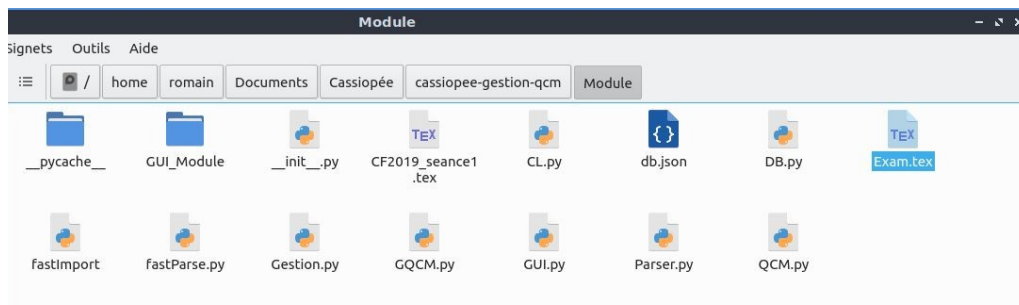 Module
Signets Outils Aide
/ home romain Documents Cassiopée cassiopee-gestion-qcm Module
__pycache__ GUI_Module __init__.py CF2019_seance1 CL.py db.json DB.py Exam.tex
.tex
fastImport fastParse.py Gestion.py GQCM.py GUI.py Parser.py QCM.py